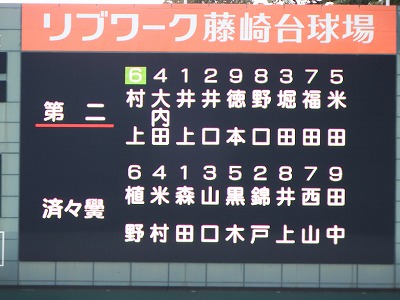 リブワーク藤崎台球場
6 4 1 2 9 8 3 7 5
第二 村上 大内田 井上 井口 徳本 野口 堀田 福田 米田
6 4 1 3 5 2 8 7 9
済々黌 植野 米村 森田 山口 黒木 錦戸 井上 西山 田中